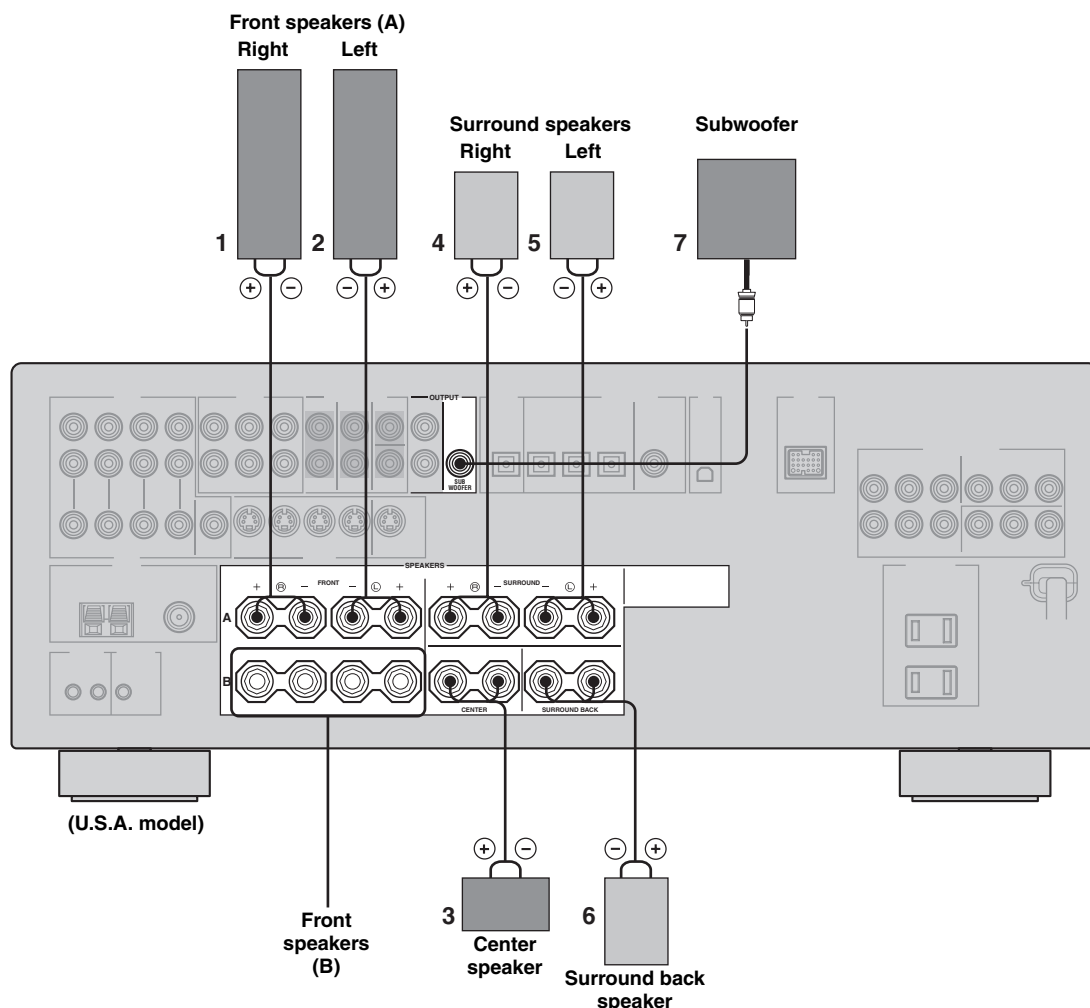 Front speakers (A)
Right Left
Surround speakers
Right Left
Subwoofer
1 2 4 5 7
+ − − + + − − +
OUTPUT
SUB
WOOFER
SPEAKERS
+ R − FRONT − L + + R − SURROUND − L +
A
B
CENTER SURROUND BACK
(U.S.A. model)
+ − − +
3 6
Front
speakers
(B)
Center
speaker
Surround back
speaker